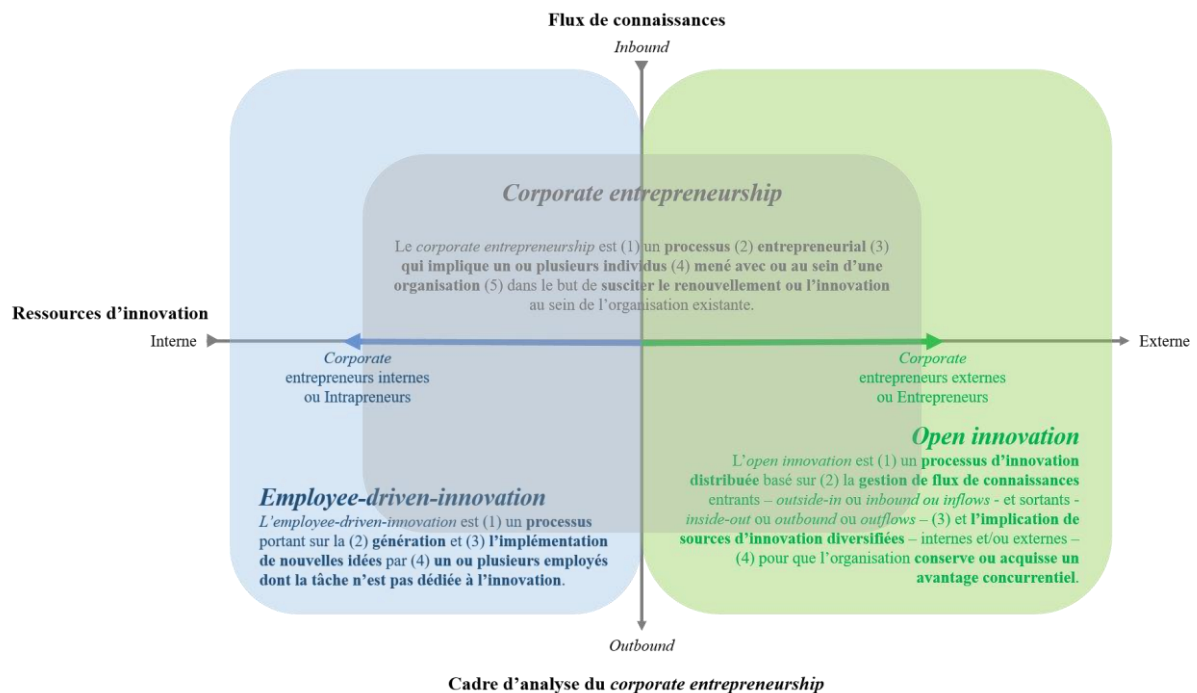 Flux de connaissances
Inbound
Corporate entrepreneurship
Le corporate entrepreneurship est (1) un processus (2) entrepreneurial (3)
qui implique un ou plusieurs individus (4) mené avec ou au sein d’une
organisation (5) dans le but de susciter le renouvellement ou l’innovation
au sein de l’organisation existante.
Ressources d’innovation
Interne
Externe
Corporate
entrepreneurs internes
ou Intrapreneurs
Corporate
entrepreneurs externes
ou Entrepreneurs
Employee-driven-innovation
L’employee-driven-innovation est (1) un processus
portant sur la (2) génération et (3) l’implémentation
de nouvelles idées par (4) un ou plusieurs employés
dont la tâche n’est pas dédiée à l’innovation.
Open innovation
L’open innovation est (1) un processus d’innovation
distribuée basé sur (2) la gestion de flux de connaissances
entrants – outside-in ou inbound ou inflows - et sortants -
inside-out ou outbound ou outflows – (3) et l’implication de
sources d’innovation diversifiées – internes et/ou externes –
(4) pour que l’organisation conserve ou acquisse un
avantage concurrentiel.
Outbound
Cadre d’analyse du corporate entrepreneurship